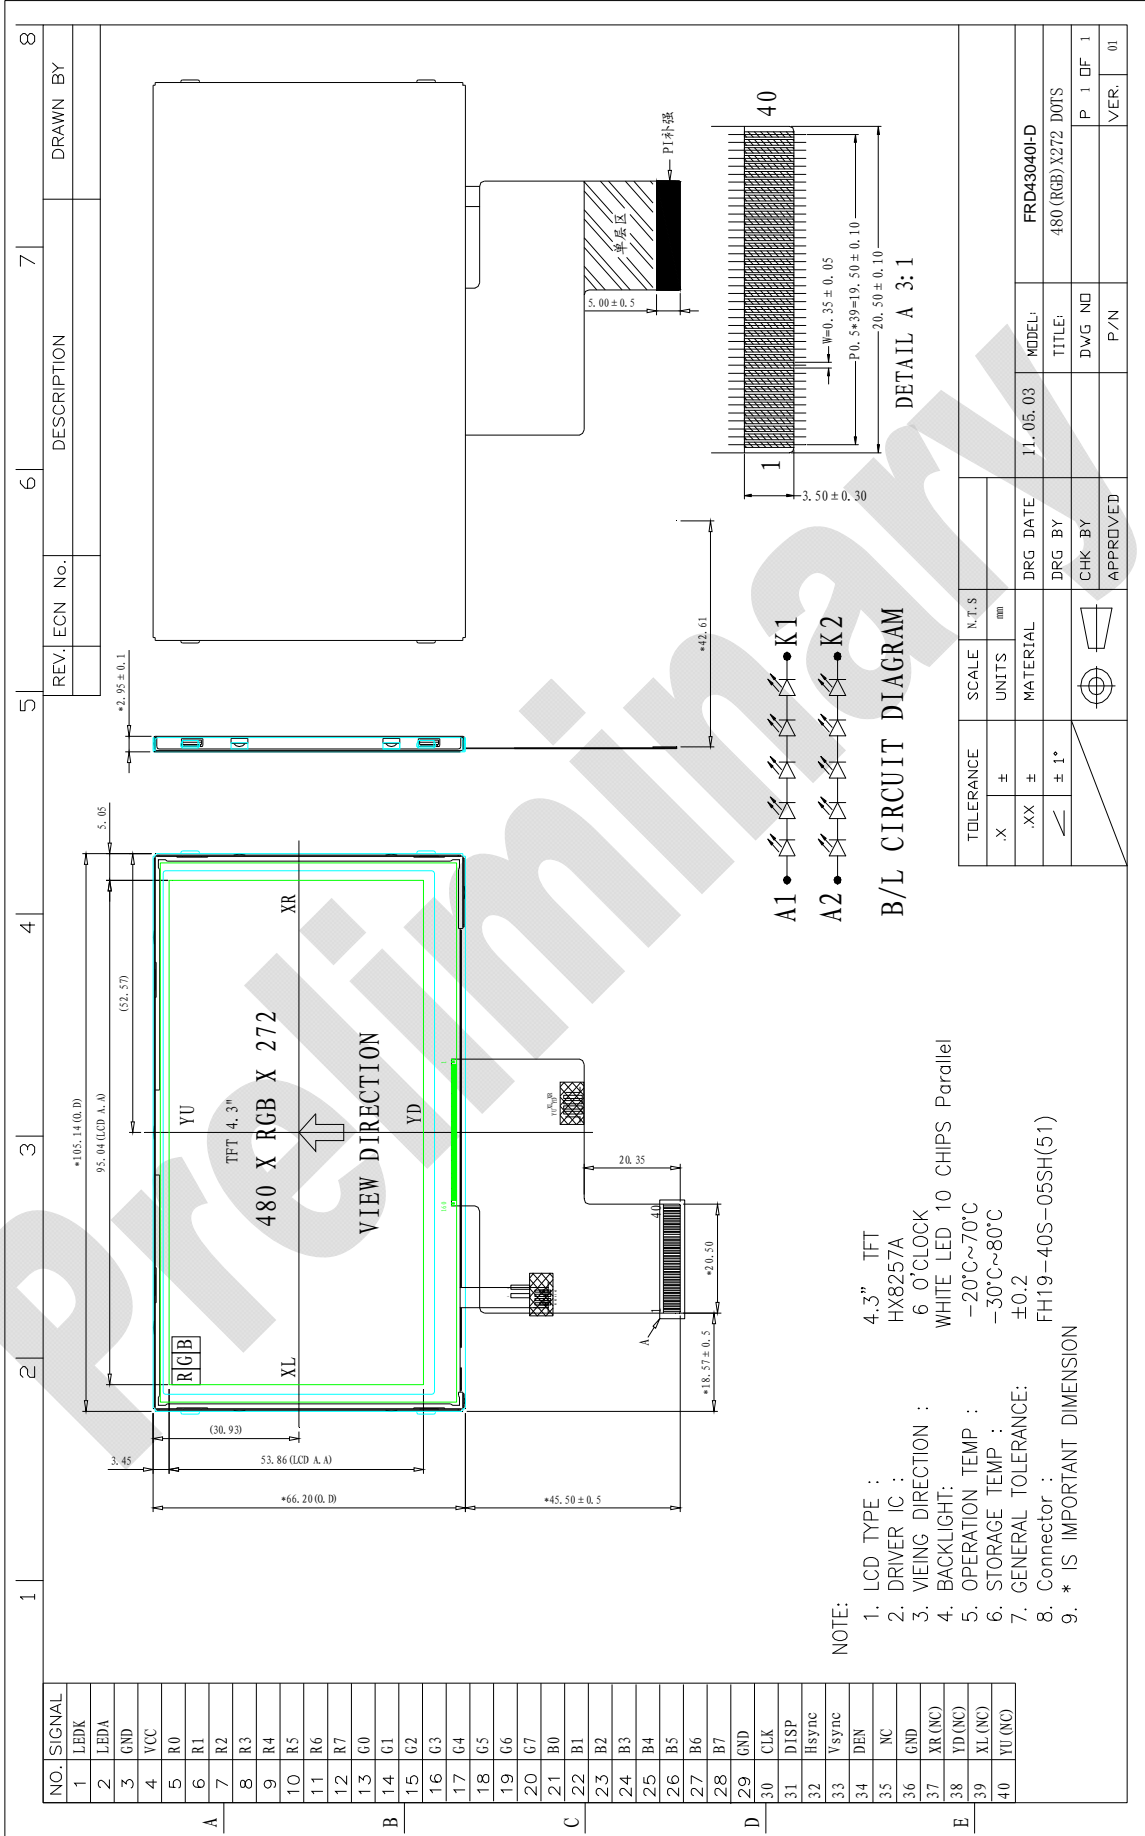 1 2 3 4 5 6 7 8
REV. ECN No. DESCRIPTION DRAWN BY
A
B
C
D
E
NO. SIGNAL
1 LEDK
2 LEDA
3 GND
4 VCC
5 R0
6 R1
7 R2
8 R3
9 R4
10 R5
11 R6
12 R7
13 G0
14 G1
15 G2
16 G3
17 G4
18 G5
19 G6
20 G7
21 B0
22 B1
23 B2
24 B3
25 B4
26 B5
27 B6
28 B7
29 GND
30 CLK
31 DISP
32 Hsync
33 Vsync
34 DEN
35 NC
36 GND
37 XR(NC)
38 YD(NC)
39 XL(NC)
40 YU(NC)
*105.14(O.D)
95.04(LCD A.A)
5.05
(52.57)
3.45
(30.93)
53.86(LCD A.A)
*66.20(O.D)
*45.50±0.5
R G B
YU
TFT 4.3"
480 X RGB X 272
XL
XR
VIEW DIRECTION
YD
20.35
1
40
A
*20.50
*18.57±0.5
*2.95±0.1
*42.61
5.00±0.5
单层区
PI补强
1
40
3.50±0.30
W=0.35±0.05
P0.5*39=19.50±0.10
20.50±0.10
DETAIL A 3:1
A1
K1
A2
K2
B/L CIRCUIT DIAGRAM
NOTE:
1. LCD TYPE : 4.3" TFT
2. DRIVER IC : HX8257A
3. VIEING DIRECTION : 6 O'CLOCK
4. BACKLIGHT: WHITE LED 10 CHIPS Parallel
5. OPERATION TEMP : -20°C~70°C
6. STORAGE TEMP : -30°C~80°C
7. GENERAL TOLERANCE: ±0.2
8. Connector : FH19-40S-05SH(51)
9. * IS IMPORTANT DIMENSION
TOLERANCE
.X ±
.XX ±
∠ ± 1°
SCALE N.T.S
UNITS mm
MATERIAL
DRG DATE 11.05.03
DRG BY
CHK BY
APPROVED
MODEL: FRD43040I-D
TITLE: 480(RGB)X272 DOTS
DWG NO P 1 OF 1
P/N VER. 01
Preliminary